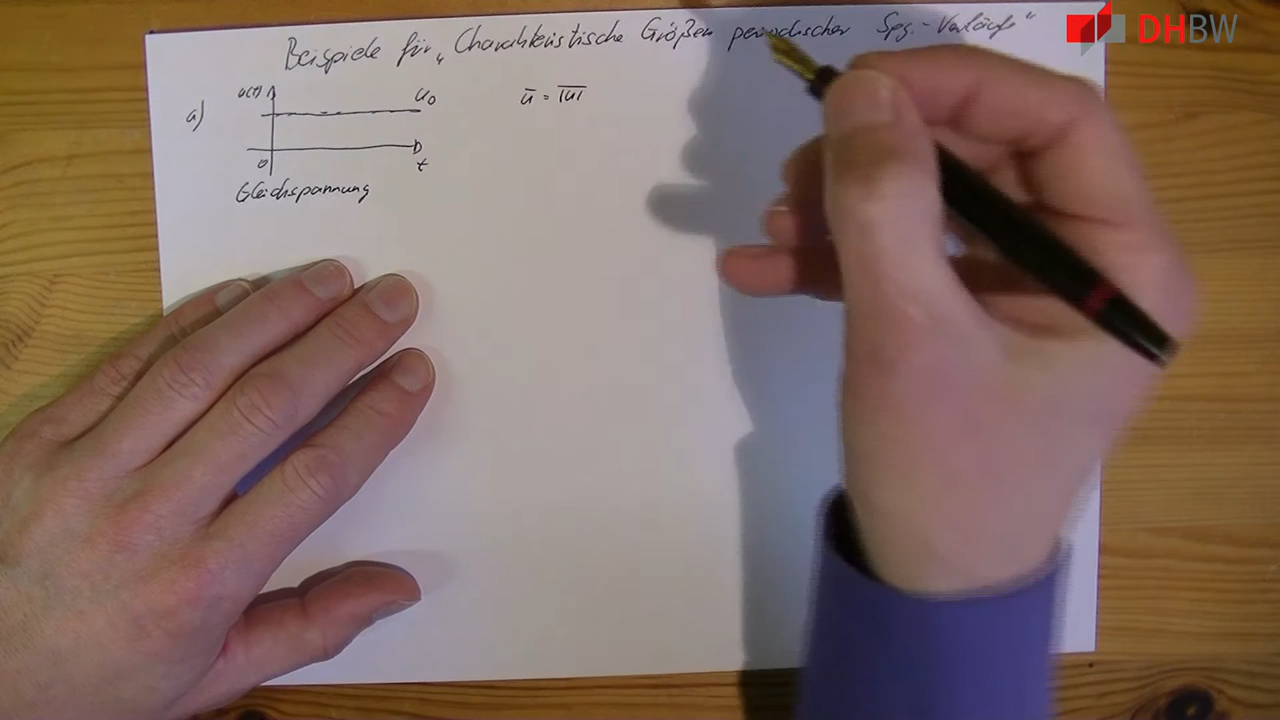 Beispiele für „Charakteristische Größen periodischer Spg.-Verläufe“
DHBW
a)
u(t)
U0
ū = |u|‾
0
t
Gleichspannung